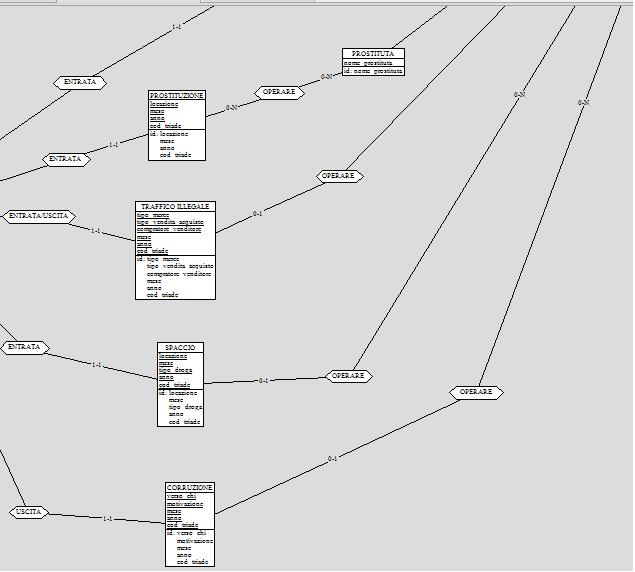 1-1
ENTRATA
PROSTITUTA
nome_prostituta
id: nome_prostituta
0-N
OPERARE
0-N
PROSTITUZIONE
locazione
mese
anno
cod_triade
id: locazione
mese
anno
cod_triade
0-N
0-N
ENTRATA
1-1
OPERARE
TRAFFICO ILLEGALE
tipo_merce
tipo_vendita_acquisto
compratore_venditore
mese
anno
cod_triade
id: tipo_merce
tipo_vendita_acquisto
compratore_venditore
mese
anno
cod_triade
0-1
ENTRATA/USCITA
1-1
ENTRATA
1-1
SPACCIO
locazione
mese
tipo_droga
anno
cod_triade
id: locazione
mese
tipo_droga
anno
cod_triade
0-1
OPERARE
OPERARE
0-1
CORRUZIONE
verso_chi
motivazione
mese
anno
cod_triade
id: verso_chi
motivazione
mese
anno
cod_triade
USCITA
1-1